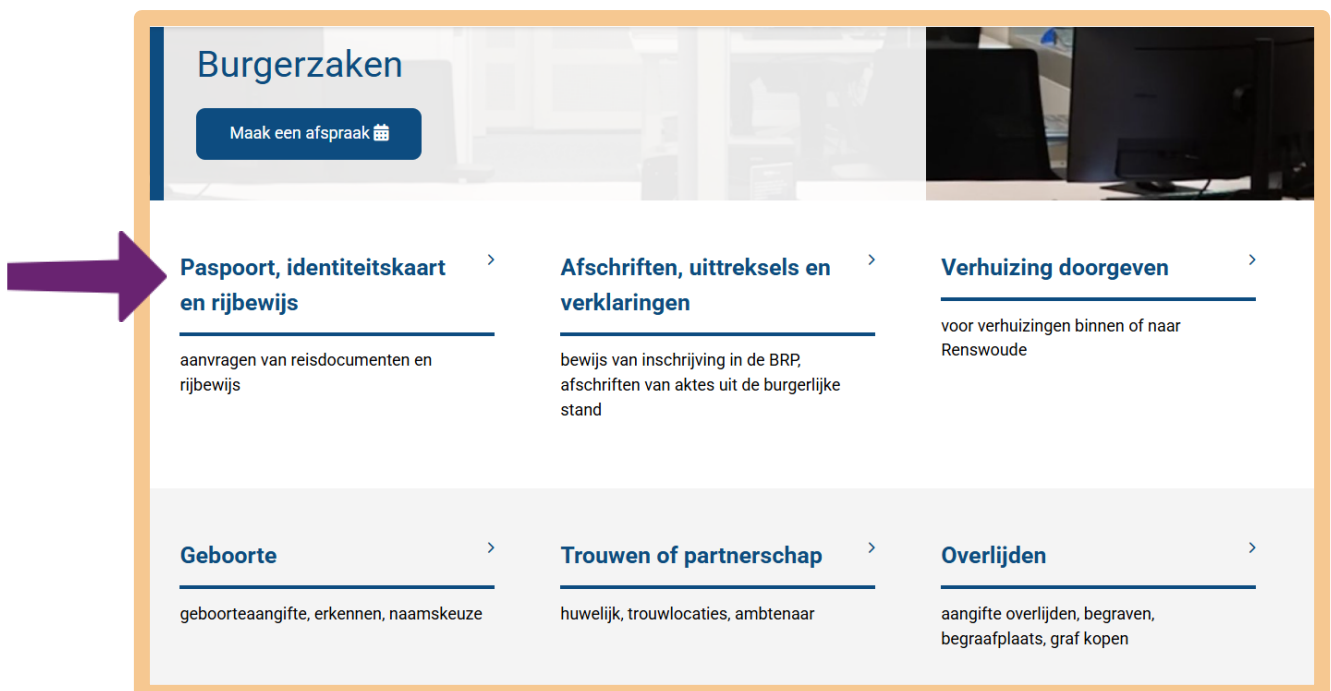 Burgerzaken
Maak een afspraak
Paspoort, identiteitskaart
en rijbewijs
aanvragen van reisdocumenten en
rijbewijs
Afschriften, uittreksels en
verklaringen
bewijs van inschrijving in de BRP,
afschriften van aktes uit de burgerlijke
stand
Verhuizing doorgeven
voor verhuizingen binnen of naar
Renswoude
Geboorte
geboorteaangifte, erkennen, naamskeuze
Trouwen of partnerschap
huwelijk, trouwlocaties, ambtenaar
Overlijden
aangifte overlijden, begraven,
begraafplaats, graf kopen